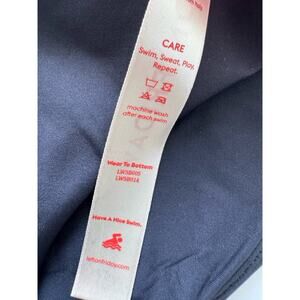 CARE
Swim, Sweat, Play,
Repeat.
machine wash
after each swim
Wear To Bottom
LWSB005
LWSB014
Have A Nice Swim.
leftonfriday.com